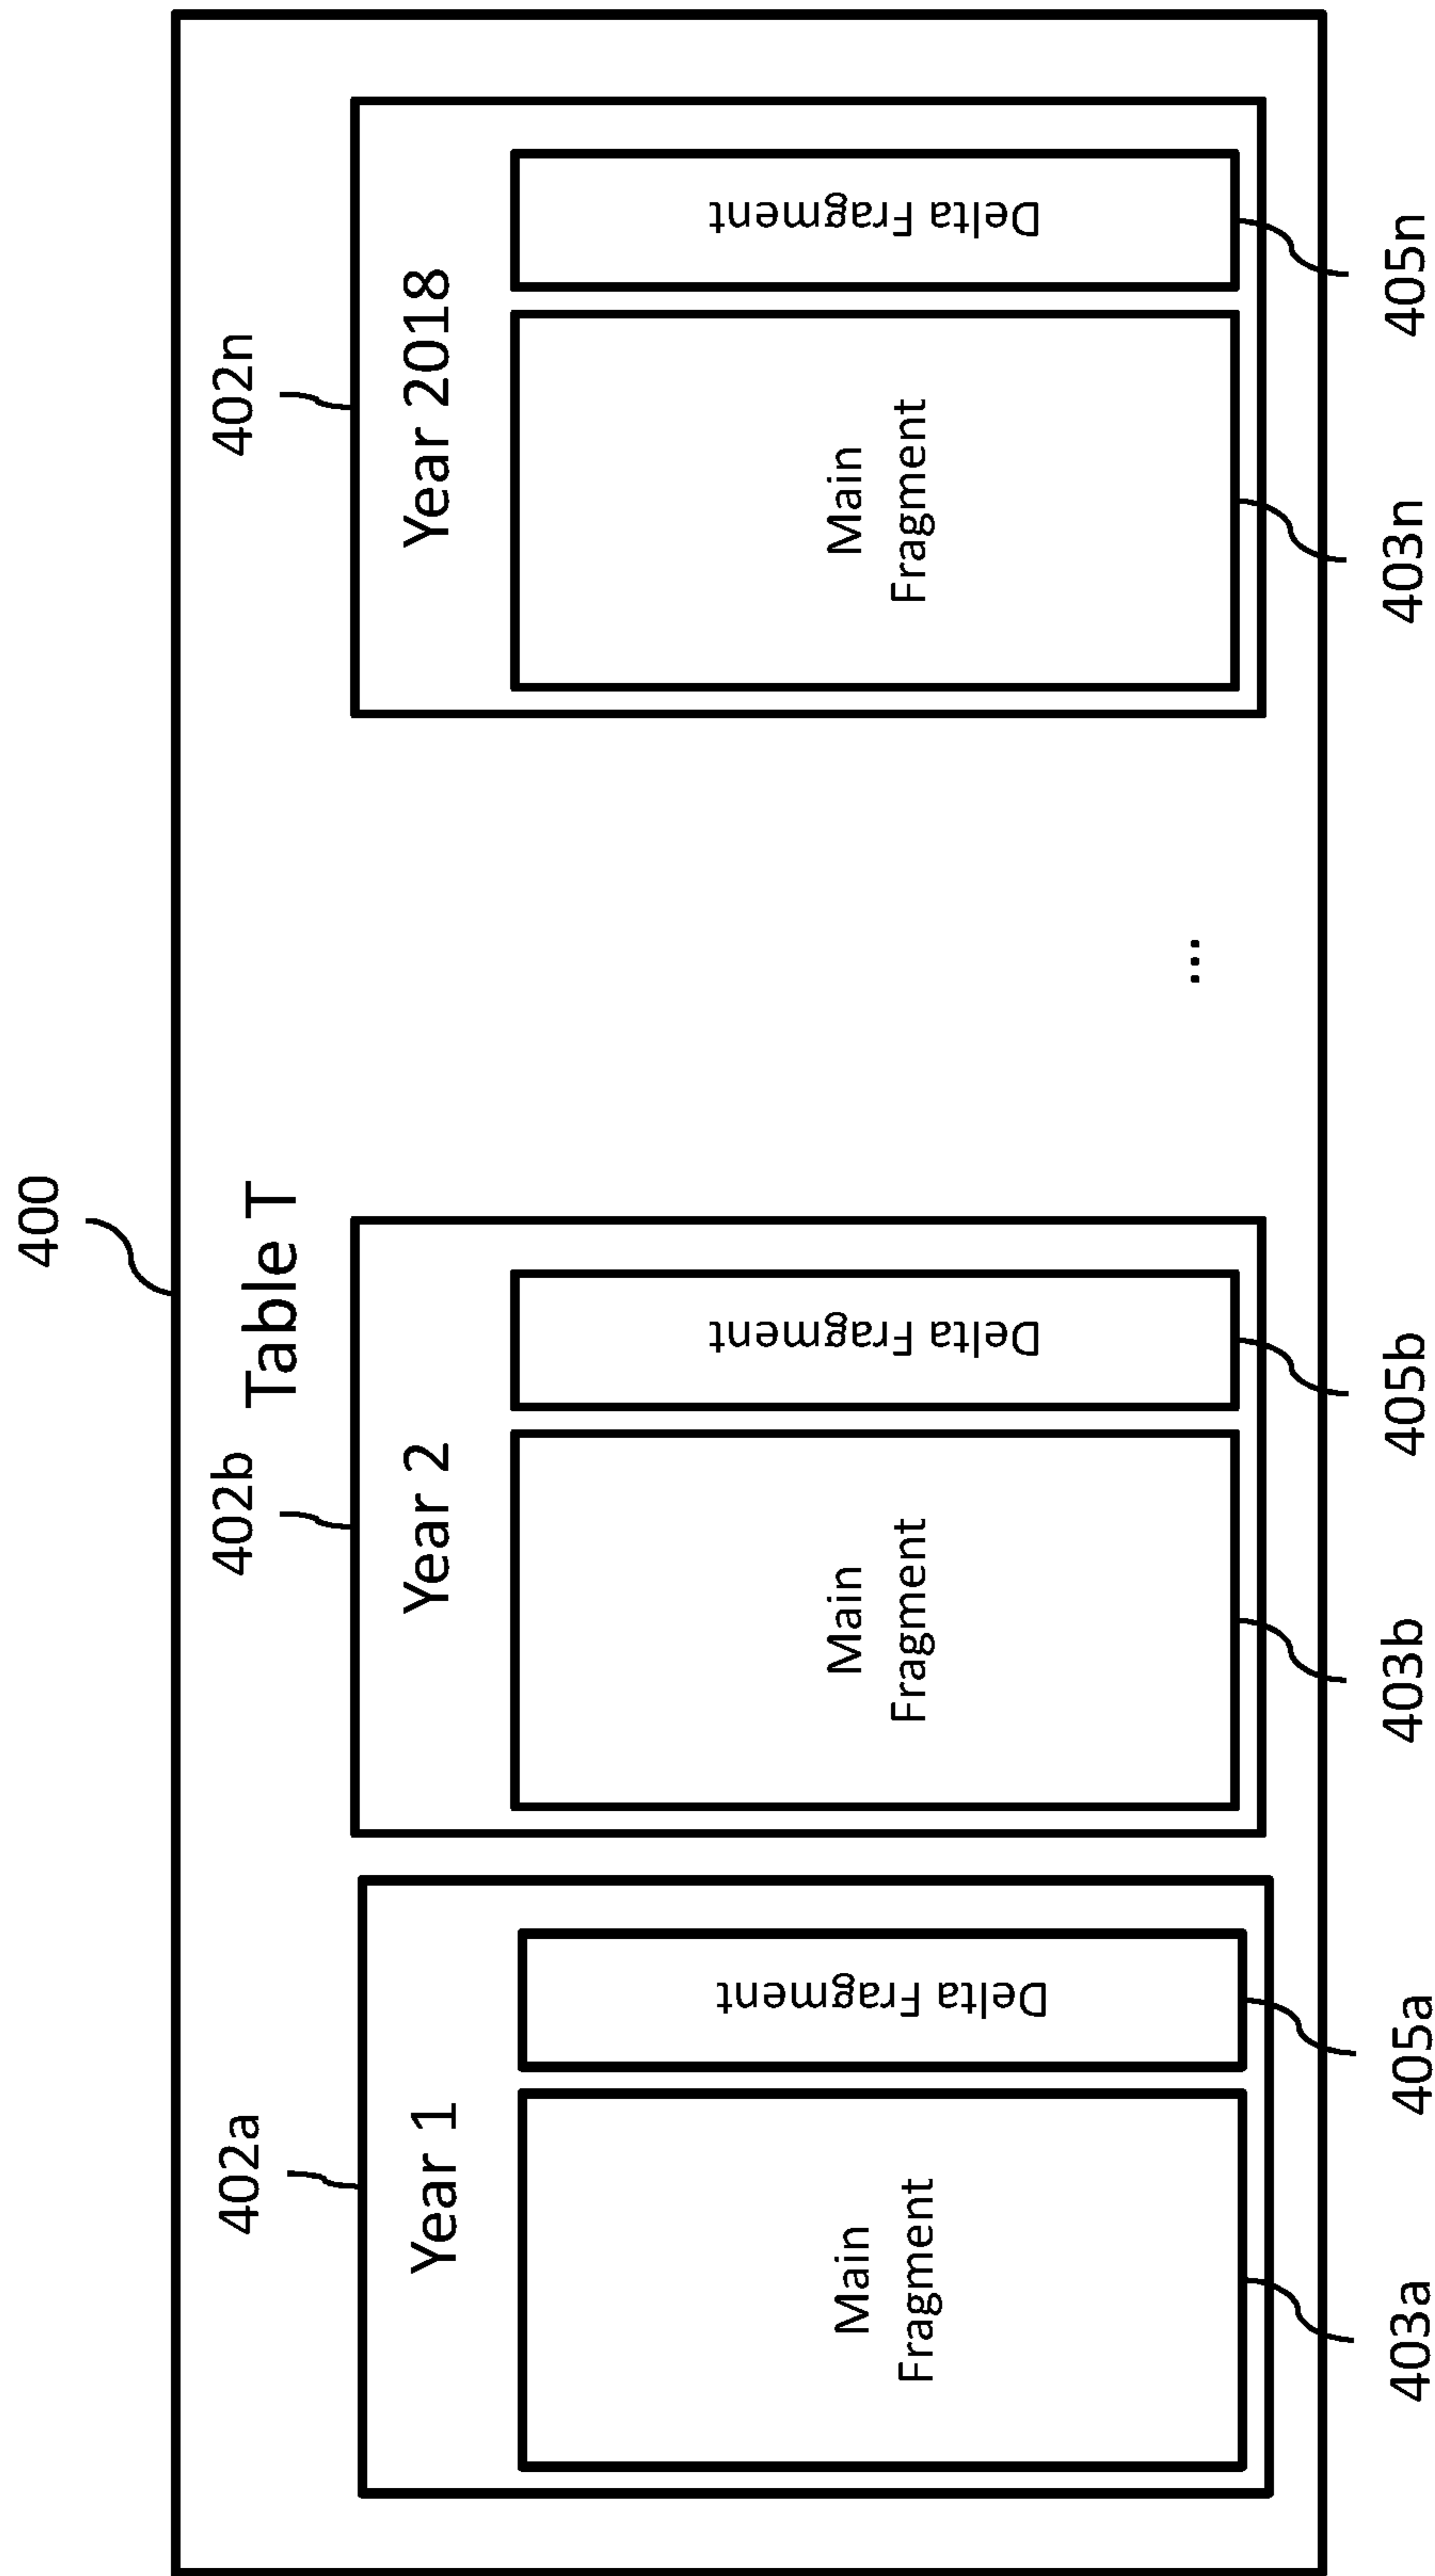 400
Table T
402a
402b
402n
Year 1
Year 2
Year 2018
Main
Fragment
Delta Fragment
Main
Fragment
Delta Fragment
...
Main
Fragment
Delta Fragment
403a
405a
403b
405b
403n
405n